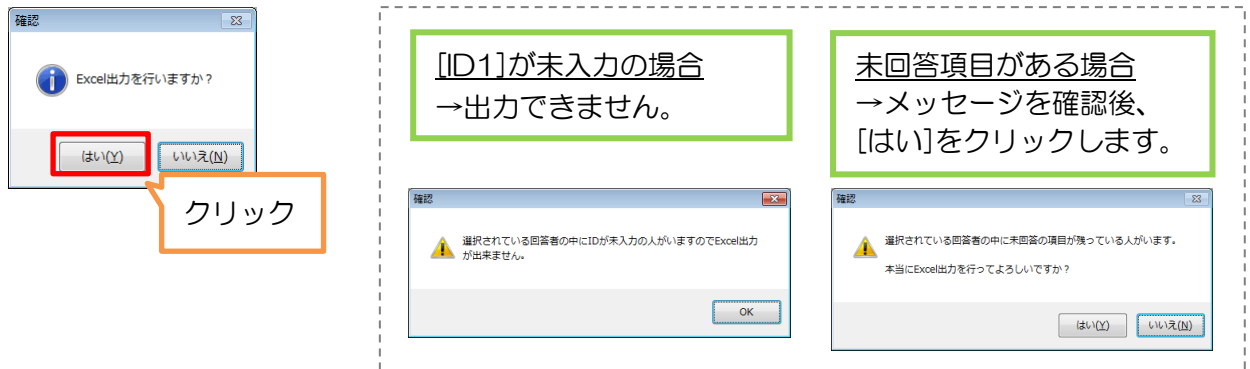 確認
Excel出力を行いますか?
はい(Y)
いいえ(N)
クリック
[ID1]が未入力の場合
→出力できません。
確認
選択されている回答者の中にIDが未入力の人がいますのでExcel出力
が出来ません。
OK
未回答項目がある場合
→メッセージを確認後、
[はい]をクリックします。
確認
選択されている回答者の中に未回答の項目が残っている人がいます。
本当にExcel出力を行ってよろしいですか?
はい(Y)
いいえ(N)